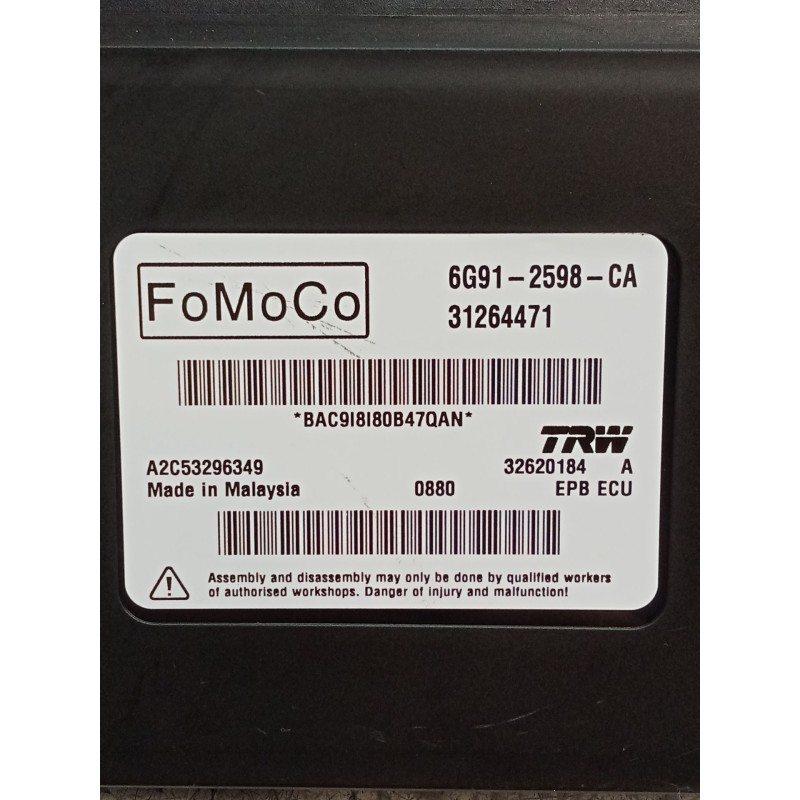 FoMoCo
6G91-2598-CA
31264471
*BAC9I8I80B47QAN*
TRW
A2C53296349
32620184 A
Made in Malaysia 0880 EPB ECU
Assembly and disassembly may only be done by qualified workers
of authorised workshops. Danger of injury and malfunction!